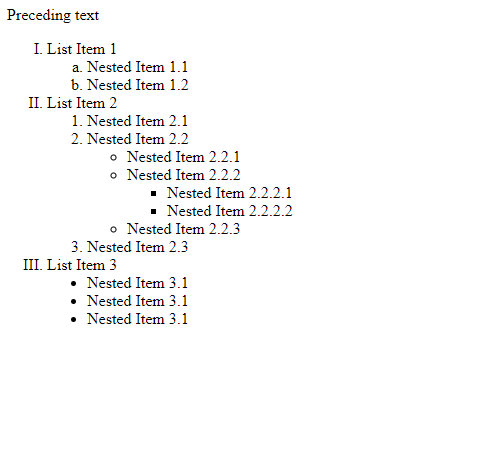 Preceding text
I. List Item 1
a. Nested Item 1.1
b. Nested Item 1.2
II. List Item 2
1. Nested Item 2.1
2. Nested Item 2.2
◦ Nested Item 2.2.1
◦ Nested Item 2.2.2
▪ Nested Item 2.2.2.1
▪ Nested Item 2.2.2.2
◦ Nested Item 2.2.3
3. Nested Item 2.3
III. List Item 3
• Nested Item 3.1
• Nested Item 3.1
• Nested Item 3.1